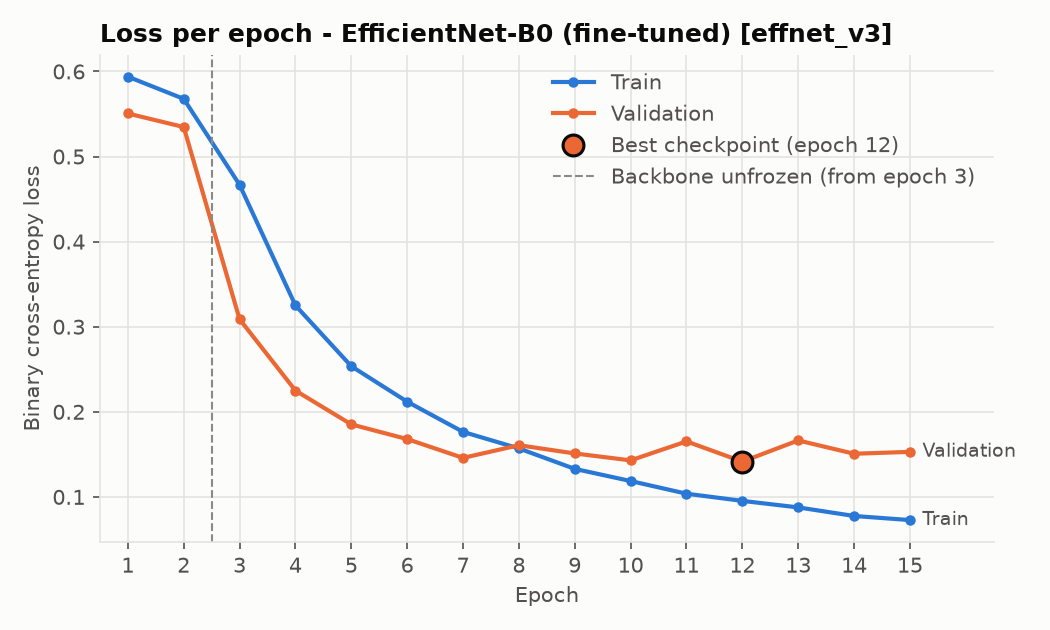 Loss per epoch - EfficientNet-B0 (fine-tuned) [effnet_v3]
Train
Validation
Best checkpoint (epoch 12)
Backbone unfrozen (from epoch 3)
Binary cross-entropy loss
0.6
0.5
0.4
0.3
0.2
0.1
Validation
Train
1 2 3 4 5 6 7 8 9 10 11 12 13 14 15
Epoch